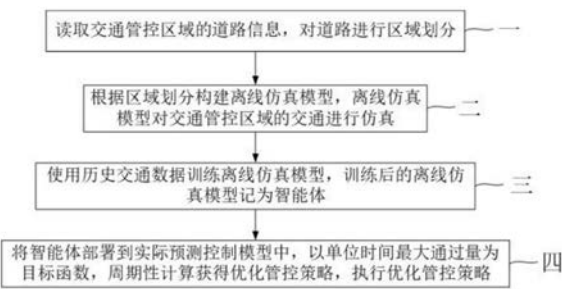 读取交通管控区域的道路信息，对道路进行区域划分 一
根据区域划分构建离线仿真模型，离线仿真
模型对交通管控区域的交通进行仿真 二
使用历史交通数据训练离线仿真模型，训练后的离线仿
真模型记为智能体 三
将智能体部署到实际预测控制模型中，以单位时间最大通过量为
目标函数，周期性计算获得优化管控策略，执行优化管控策略 四